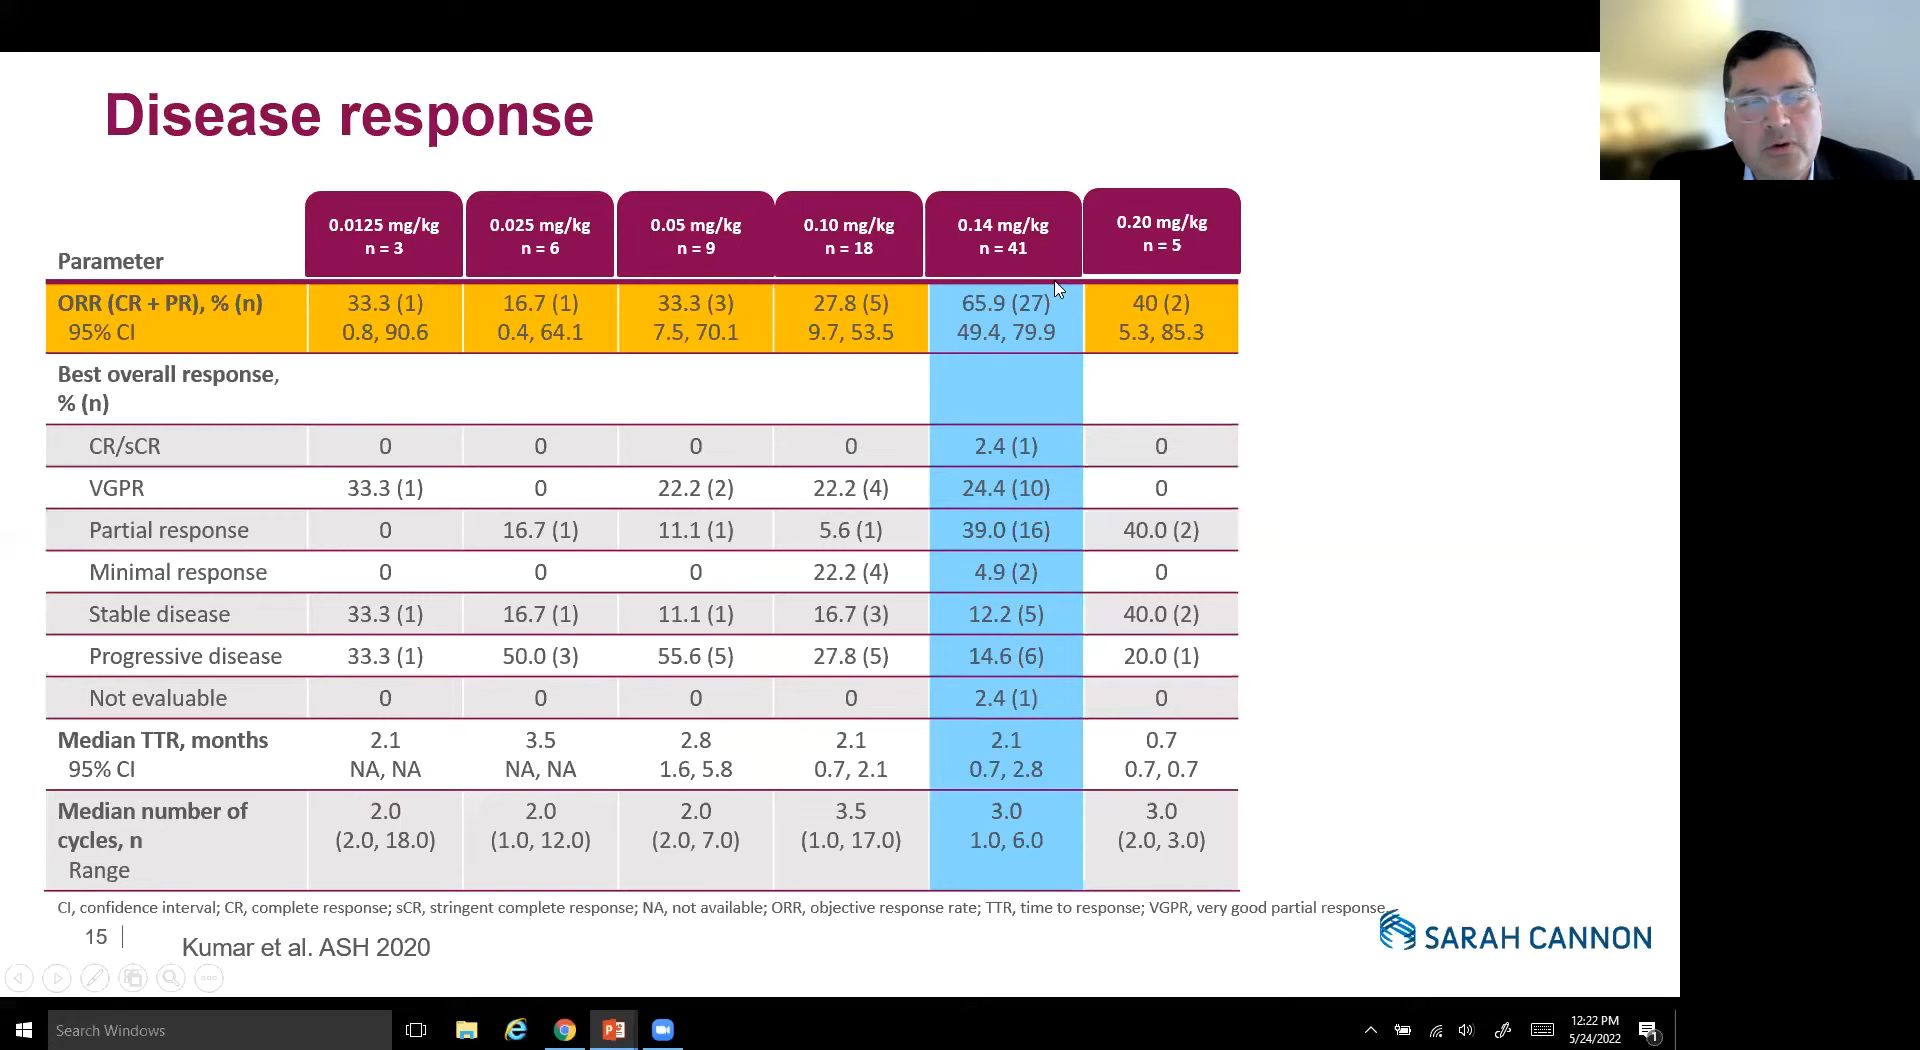 Disease response
Parameter
0.0125 mg/kg
n = 3
0.025 mg/kg
n = 6
0.05 mg/kg
n = 9
0.10 mg/kg
n = 18
0.14 mg/kg
n = 41
0.20 mg/kg
n = 5
ORR (CR + PR), % (n) 33.3 (1) 16.7 (1) 33.3 (3) 27.8 (5) 65.9 (27) 40 (2)
95% CI 0.8, 90.6 0.4, 64.1 7.5, 70.1 9.7, 53.5 49.4, 79.9 5.3, 85.3
Best overall response,
% (n)
CR/sCR 0 0 0 0 2.4 (1) 0
VGPR 33.3 (1) 0 22.2 (2) 22.2 (4) 24.4 (10) 0
Partial response 0 16.7 (1) 11.1 (1) 5.6 (1) 39.0 (16) 40.0 (2)
Minimal response 0 0 0 22.2 (4) 4.9 (2) 0
Stable disease 33.3 (1) 16.7 (1) 11.1 (1) 16.7 (3) 12.2 (5) 40.0 (2)
Progressive disease 33.3 (1) 50.0 (3) 55.6 (5) 27.8 (5) 14.6 (6) 20.0 (1)
Not evaluable 0 0 0 0 2.4 (1) 0
Median TTR, months 2.1 3.5 2.8 2.1 2.1 0.7
95% CI NA, NA NA, NA 1.6, 5.8 0.7, 2.1 0.7, 2.8 0.7, 0.7
Median number of 2.0 2.0 2.0 3.5 3.0 3.0
cycles, n (2.0, 18.0) (1.0, 12.0) (2.0, 7.0) (1.0, 17.0) 1.0, 6.0 (2.0, 3.0)
Range
CI, confidence interval; CR, complete response; sCR, stringent complete response; NA, not available; ORR, objective response rate; TTR, time to response; VGPR, very good partial response
15
Kumar et al. ASH 2020
SARAH CANNON
Search Windows
12:22 PM
5/24/2022
1